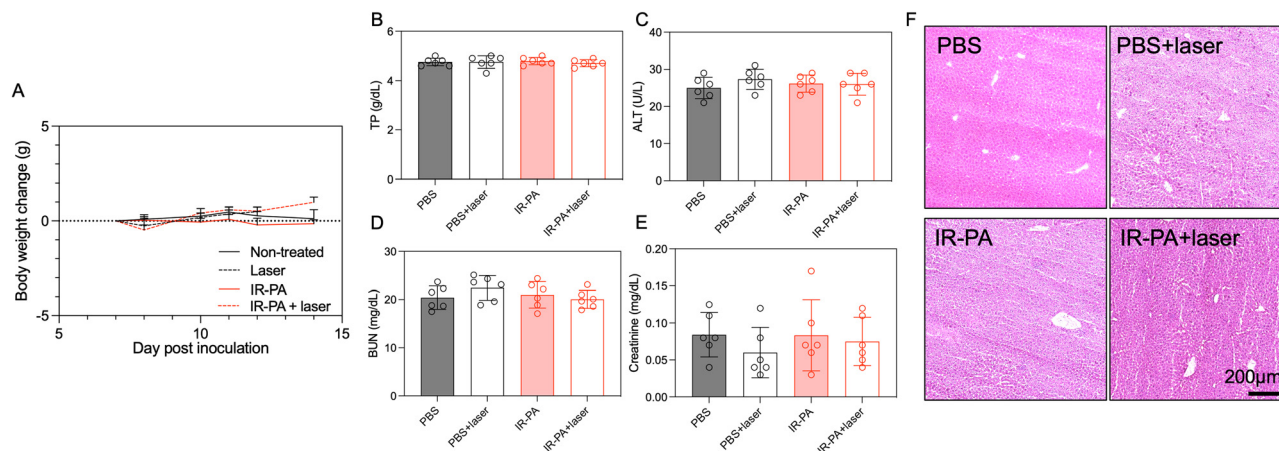 A
Body weight change (g)
5
0
-5
5
10
15
Day post inoculation
Non-treated
Laser
IR-PA
IR-PA + laser
B
TP (g/dL)
6
4
2
0
PBS
PBS+laser
IR-PA
IR-PA+laser
C
ALT (U/L)
40
30
20
10
0
PBS
PBS+laser
IR-PA
IR-PA+laser
D
BUN (mg/dL)
30
20
10
0
PBS
PBS+laser
IR-PA
IR-PA+laser
E
Creatinine (mg/dL)
0.20
0.15
0.10
0.05
0.00
PBS
PBS+laser
IR-PA
IR-PA+laser
F
PBS
PBS+laser
IR-PA
IR-PA+laser
200μm